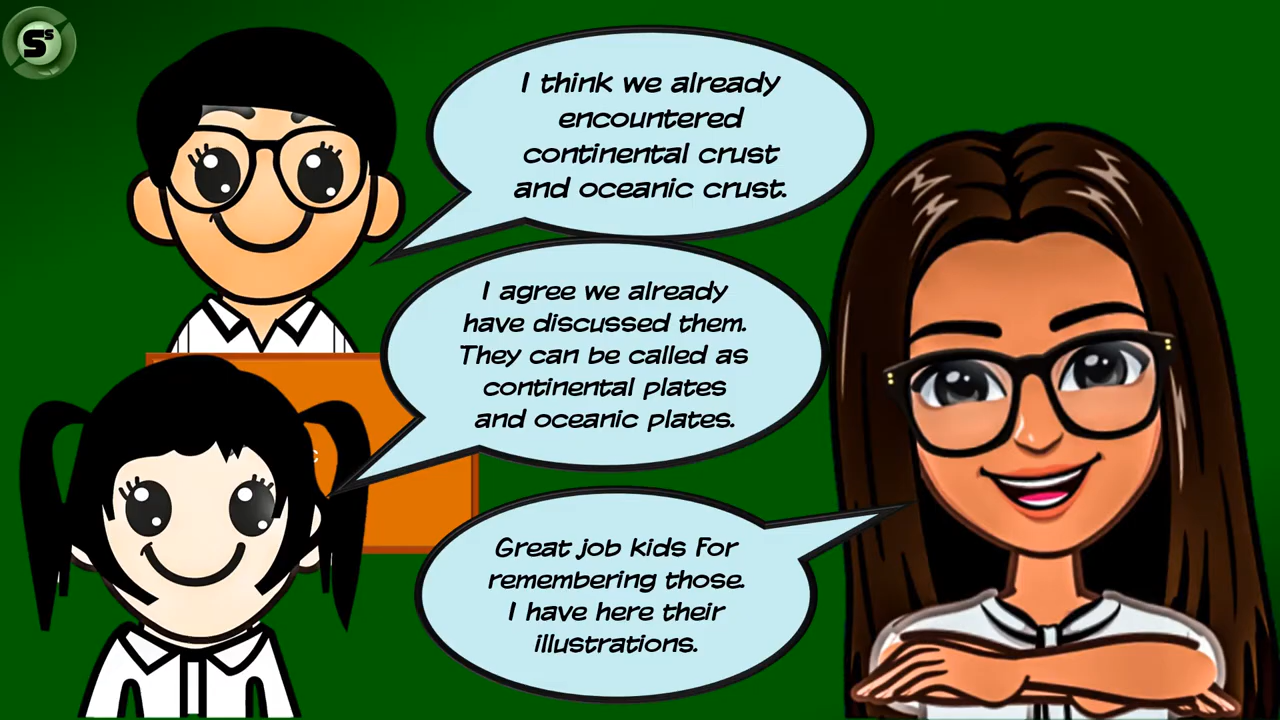 Ss
I think we already
encountered
continental crust
and oceanic crust.
I agree we already
have discussed them.
They can be called as
continental plates
and oceanic plates.
Great job kids for
remembering those.
I have here their
illustrations.